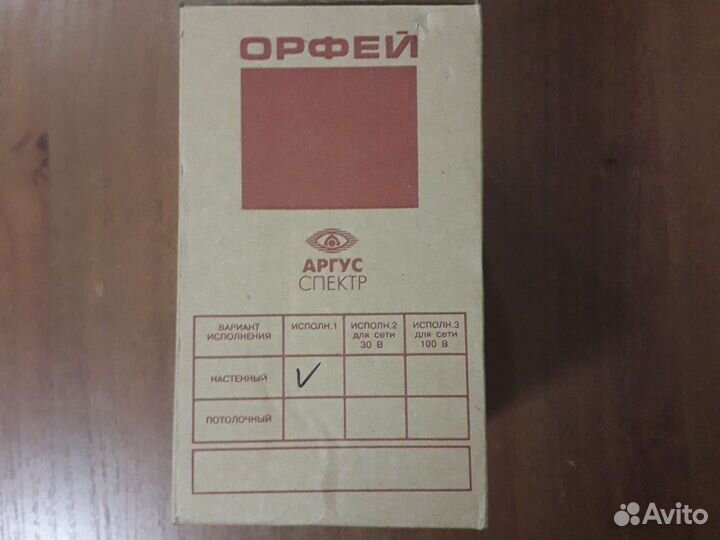 ОРФЕЙ
АРГУС
СПЕКТР
ВАРИАНТ ИСПОЛНЕНИЯ
ИСПОЛН.1
ИСПОЛН.2 для сети 30 В
ИСПОЛН.3 для сети 100 В
НАСТЕННЫЙ
ПОТОЛОЧНЫЙ
Avito